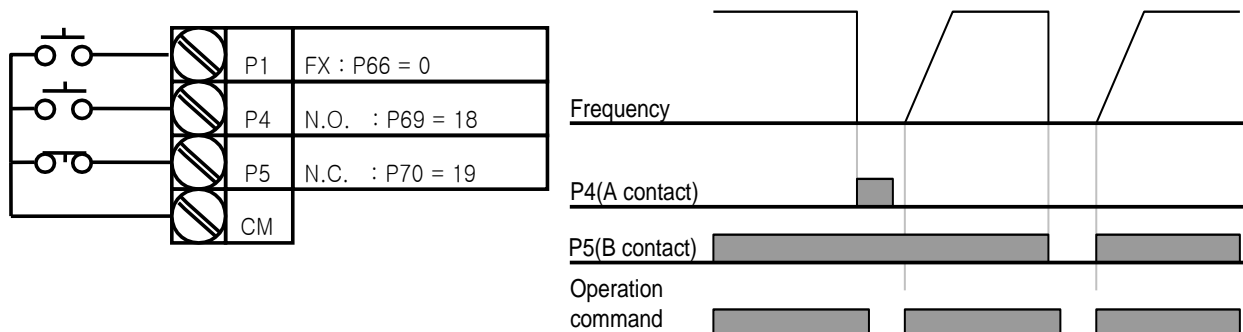 P1 FX : P66 = 0
P4 N.O. : P69 = 18
P5 N.C. : P70 = 19
CM
Frequency
P4(A contact)
P5(B contact)
Operation
command